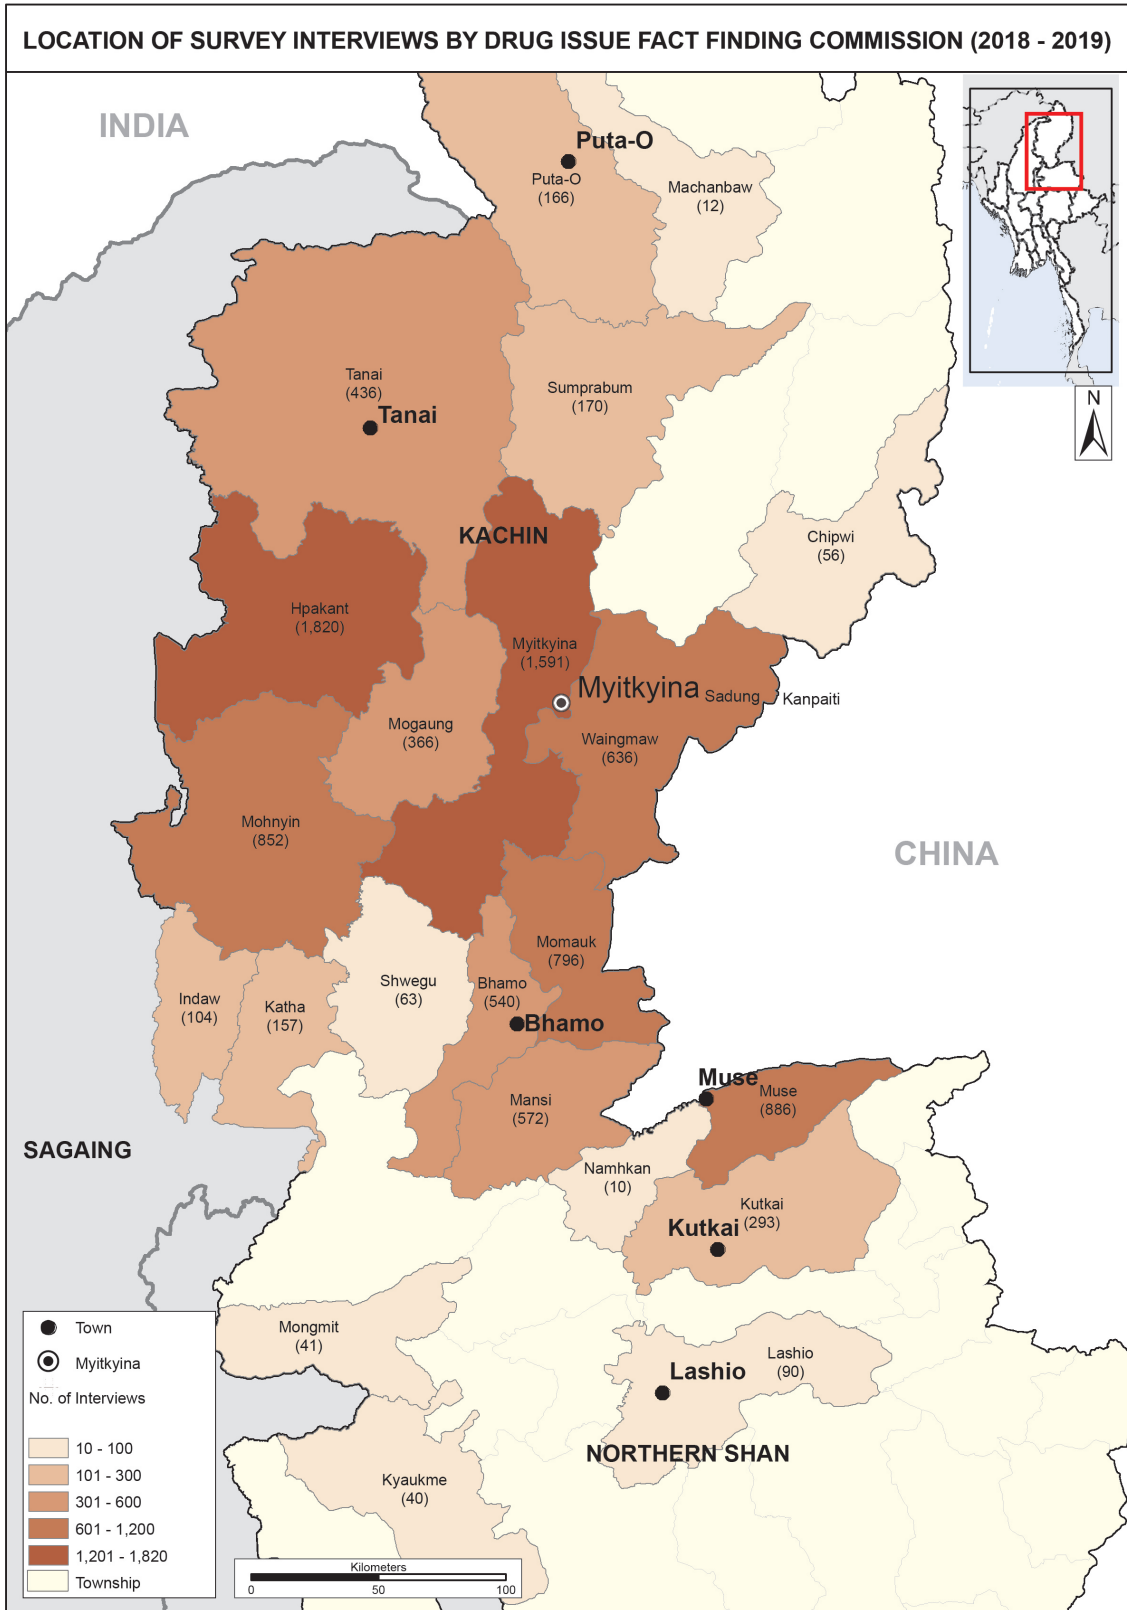 LOCATION OF SURVEY INTERVIEWS BY DRUG ISSUE FACT FINDING COMMISSION (2018 - 2019)
INDIA
Puta-O
Puta-O
(166)
Machanbaw
(12)
N
Tanai
(436)
Tanai
Sumprabum
(170)
KACHIN
Chipwi
(56)
Hpakant
(1,820)
Myitkyina
(1,591)
Myitkyina
Sadung
Kanpaiti
Mogaung
(366)
Waingmaw
(636)
Mohnyin
(852)
CHINA
Momauk
(796)
Shwegu
(63)
Bhamo
(540)
Indaw
(104)
Katha
(157)
Bhamo
Muse
Muse
(886)
Mansi
(572)
SAGAING
Namhkan
(10)
Kutkai
(293)
Kutkai
Mongmit
(41)
Lashio
(90)
Lashio
NORTHERN SHAN
Kyaukme
(40)
Town
Myitkyina
No. of Interviews
10 - 100
101 - 300
301 - 600
601 - 1,200
1,201 - 1,820
Township
Kilometers
0 50 100